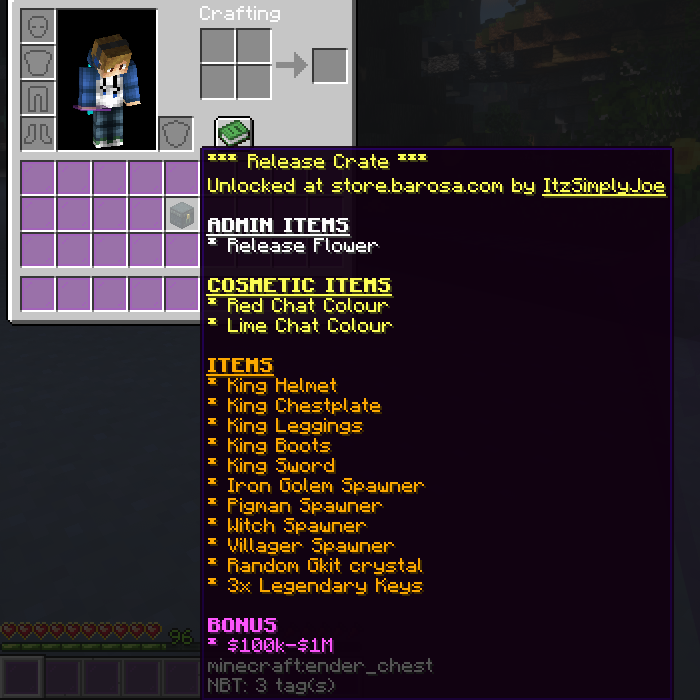 Crafting
*** Release Crate ***
Unlocked at store.barosa.com by ItzSimplyJoe
ADMIN ITEMS
* Release Flower
COSMETIC ITEMS
* Red Chat Colour
* Lime Chat Colour
ITEMS
* King Helmet
* King Chestplate
* King Leggings
* King Boots
* King Sword
* Iron Golem Spawner
* Pigman Spawner
* Witch Spawner
* Villager Spawner
* Random Gkit crystal
* 3x Legendary Keys
BONUS
* $100k-$1M
minecraft:ender_chest
NBT: 3 tag(s)
96